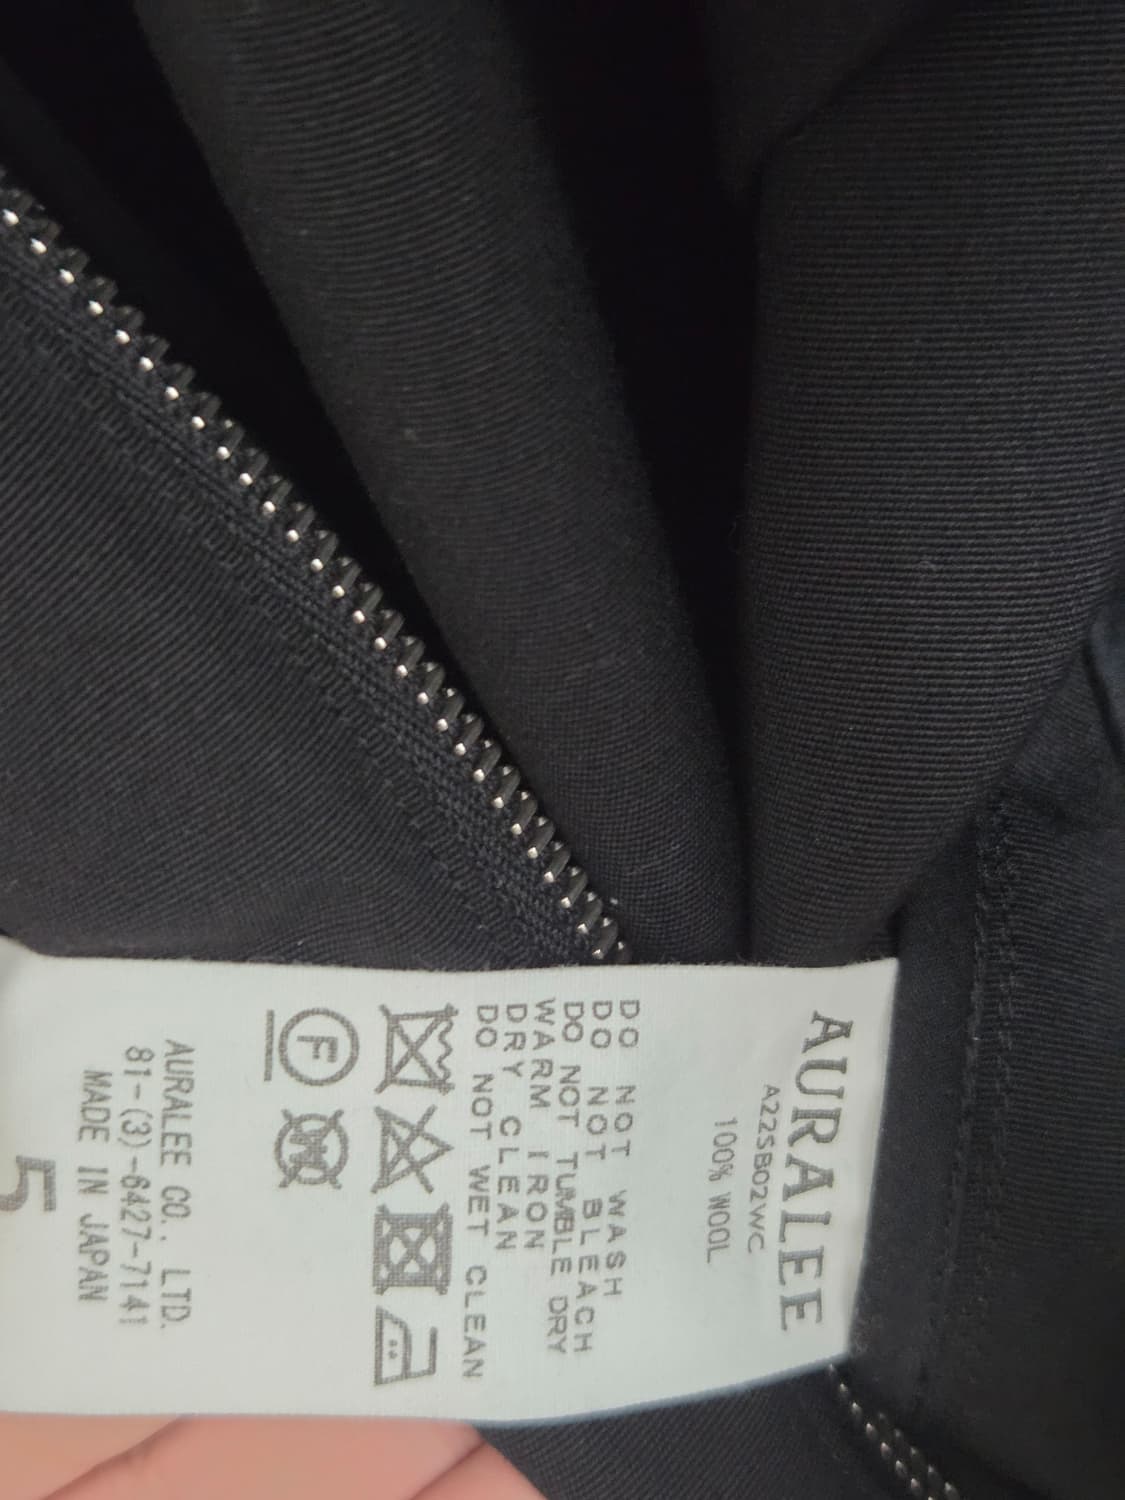 AURALEE
A22SB02WC
100% WOOL
DO NOT WASH
DO NOT BLEACH
DO NOT TUMBLE DRY
WARM IRON
DRY CLEAN
DO NOT WET CLEAN
F W
AURALEE CO., LTD.
81-(3)-6427-7141
MADE IN JAPAN
5